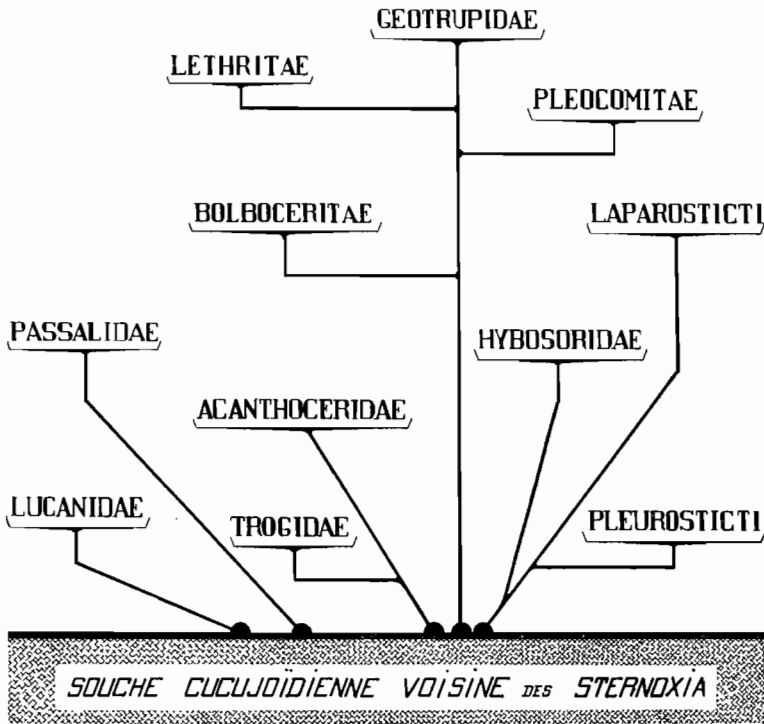 GEOTRUPIDAE
LETHRITAE
PLEOCOMITAE
BOLBOCERITAE
LAPAROSTICTI
PASSALIDAE
HYBOSORIDAE
ACANTHOCERIDAE
LUCANIDAE
TROGIDAE
PLEUROSTICTI
SOUCHE CUCUJOÏDIENNE VOISINE DES STERNOXIA